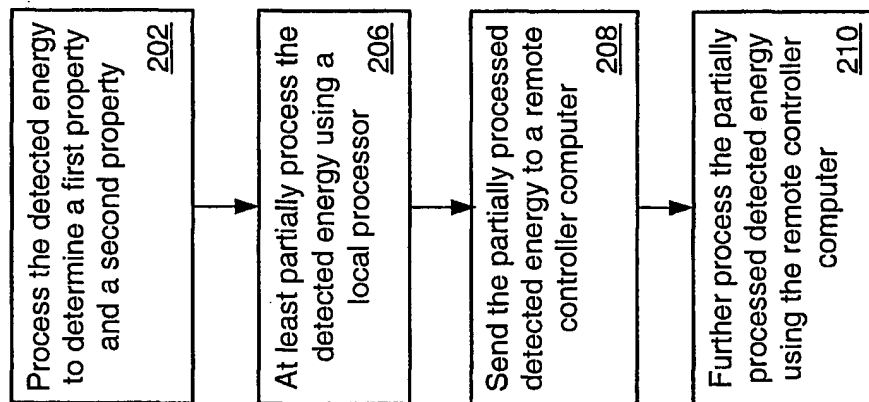 Process the detected energy
to determine a first property
and a second property
202
At least partially process the
detected energy using a
local processor
206
Send the partially processed
detected energy to a remote
controller computer
208
Further process the partially
processed detected energy
using the remote controller
computer
210